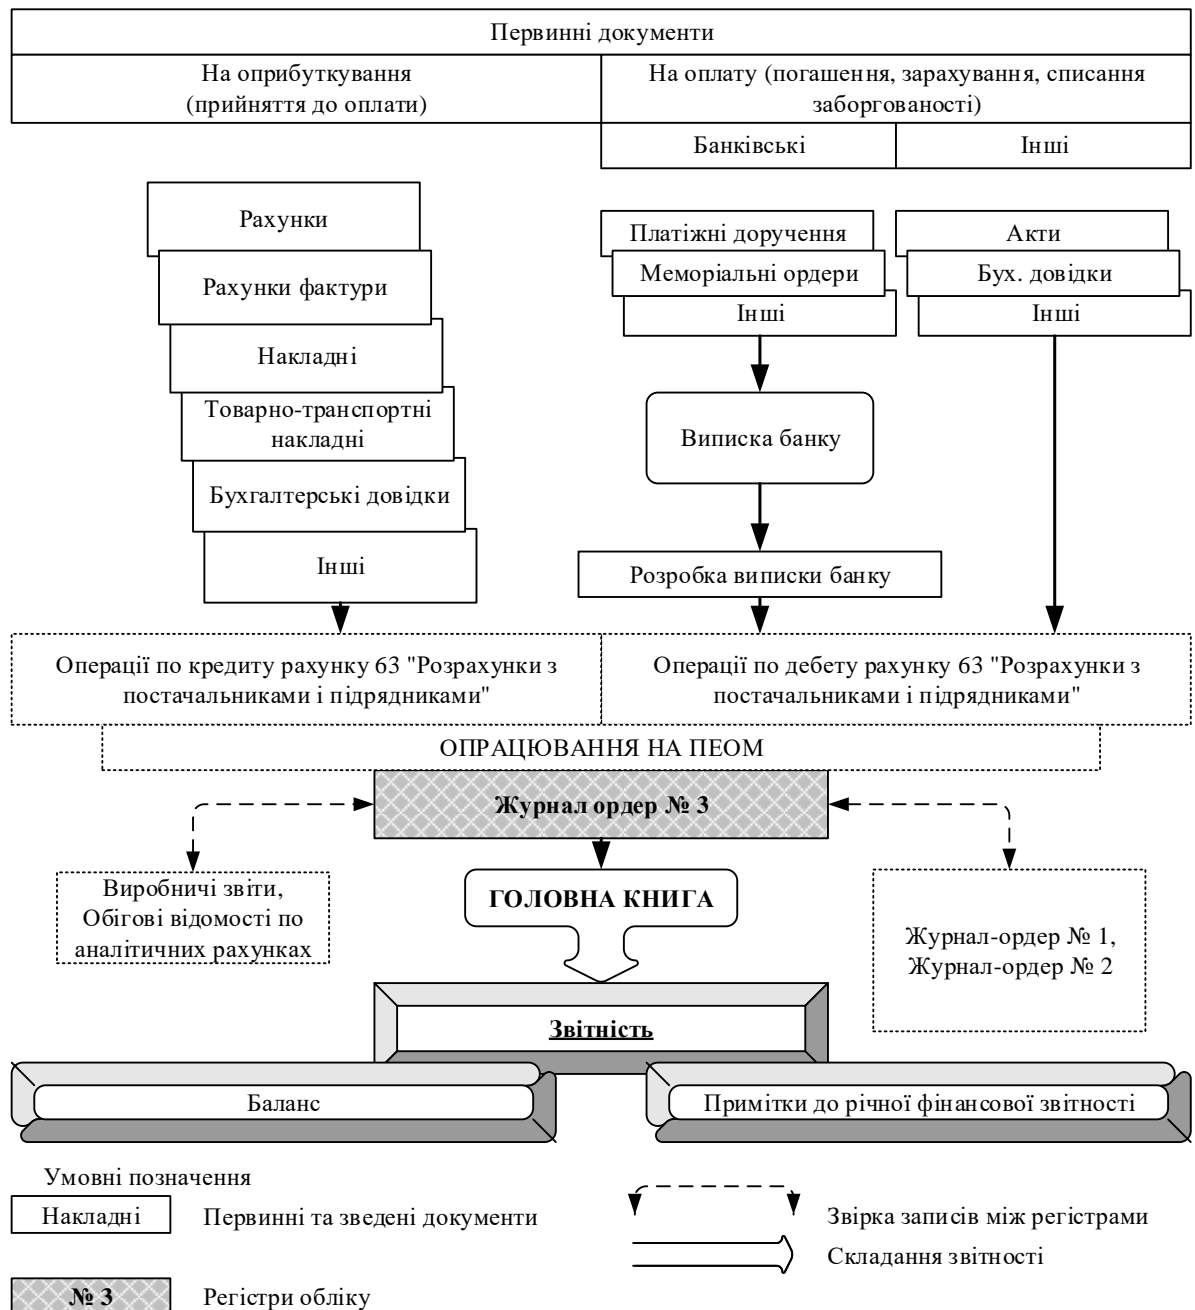 Первинні документи
На оприбуткування
(прийняття до оплати)
На оплату (погашення, зарахування, списання
заборгованості)
Банківські
Інші
Рахунки
Рахунки фактури
Накладні
Товарно-транспортні
накладні
Бухгалтерські довідки
Інші
Платіжні доручення
Меморіальні ордери
Інші
Акти
Бух. довідки
Інші
Виписка банку
Розробка виписки банку
Операції по кредиту рахунку 63 "Розрахунки з
постачальниками і підрядниками"
Операції по дебету рахунку 63 "Розрахунки з
постачальниками і підрядниками"
ОПРАЦЮВАННЯ НА ПЕОМ
Журнал ордер № 3
Виробничі звіти,
Обігові відомості по
аналітичних рахунках
ГОЛОВНА КНИГА
Журнал-ордер № 1,
Журнал-ордер № 2
Звітність
Баланс
Примітки до річної фінансової звітності
Умовні позначення
Накладні
Первинні та зведені документи
Звірка записів між регістрами
Складання звітності
№ 3
Регістри обліку